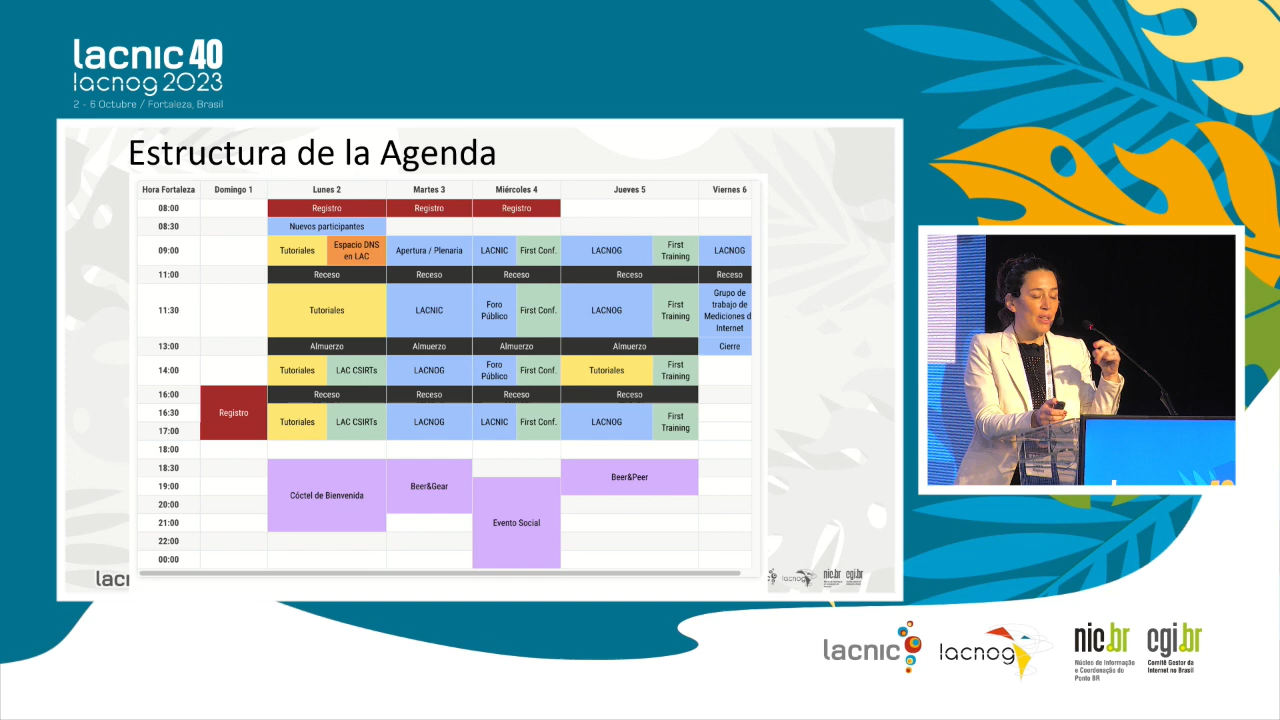 lacnic 40
lacnog 2023
2 - 6 Octubre / Fortaleza, Brasil
Estructura de la Agenda
Hora Fortaleza Domingo 1 Lunes 2 Martes 3 Miércoles 4 Jueves 5 Viernes 6
08:00 Registro Registro Registro
08:30 Nuevos participantes
09:00 utoriales Espacio DNS en LAC Apertura / Plenaria LACNIC First Conf. LACNOG First Training ACNOG
11:00 Receso Receso Receso Receso Receso
11:30 Tutoriales LACNIC Foro Público First Conf. LACNOG First Training Grupo de trabajo de ediciones d Internet
13:00 Almuerzo Almuerzo Almuerzo Almuerzo Cierre
14:00 Tutoriales LAC CSIRTs LACNOG Foro Público First Conf. Tutoriales First Training
16:00 Receso Receso Receso Receso
16:30 Registro
17:00 Tutoriales LAC CSIRTs LACNOG LACNIC First Conf. LACNOG First Training
18:00
18:30
19:00 Cóctel de Bienvenida Beer&Gear Beer&Peer
20:00
21:00 Evento Social
22:00
00:00
laci
lacnog nic.br cgi.br
lacnic lacnog nic.br cgi.br
Núcleo de Informação
e Coordenação do
Ponto BR
Comitê Gestor da
Internet no Brasil